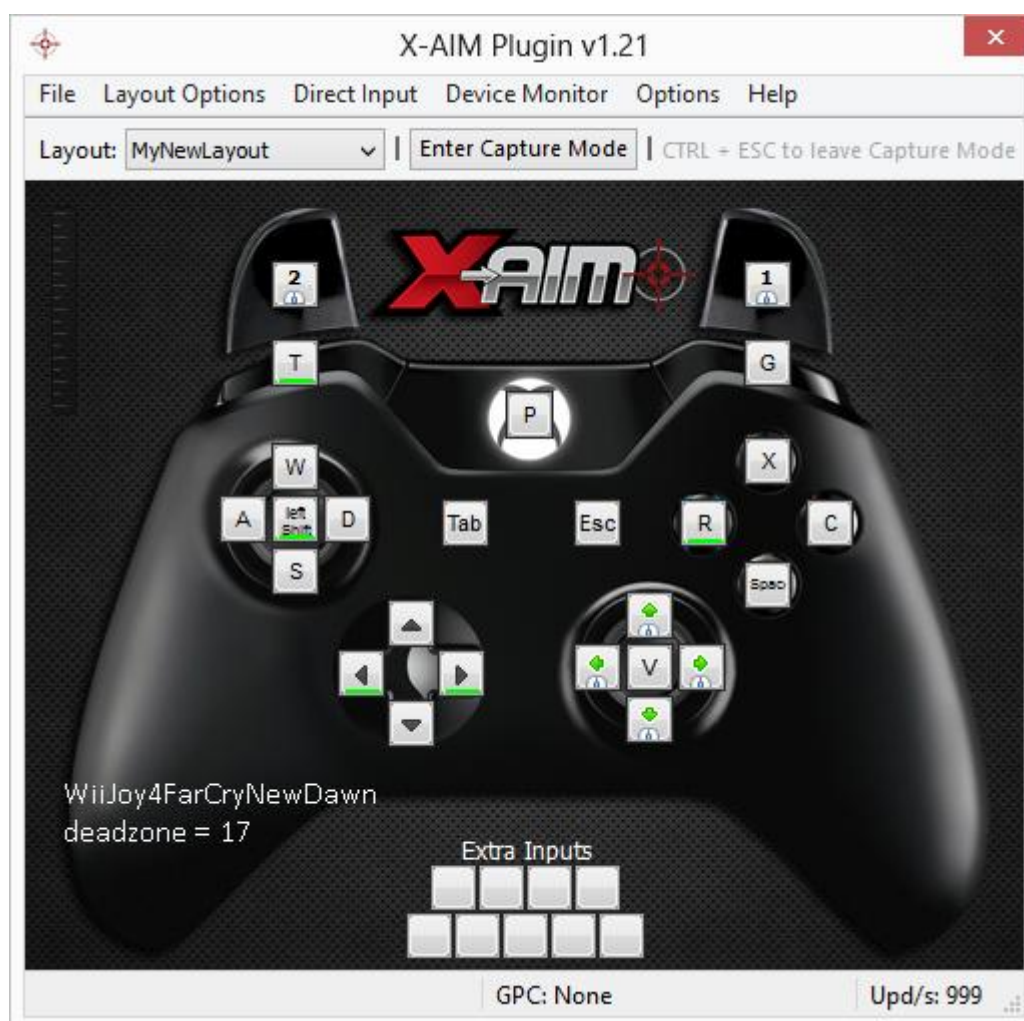 X-AIM Plugin v1.21
File Layout Options Direct Input Device Monitor Options Help
Layout: MyNewLayout | Enter Capture Mode | CTRL + ESC to leave Capture Mode
X-AIM
2 1
T G
P
W X
A left Shift D Tab Esc R C
S Spac
V
WiiJoy4FarCryNewDawn
deadzone = 17
Extra Inputs
GPC: None Upd/s: 999